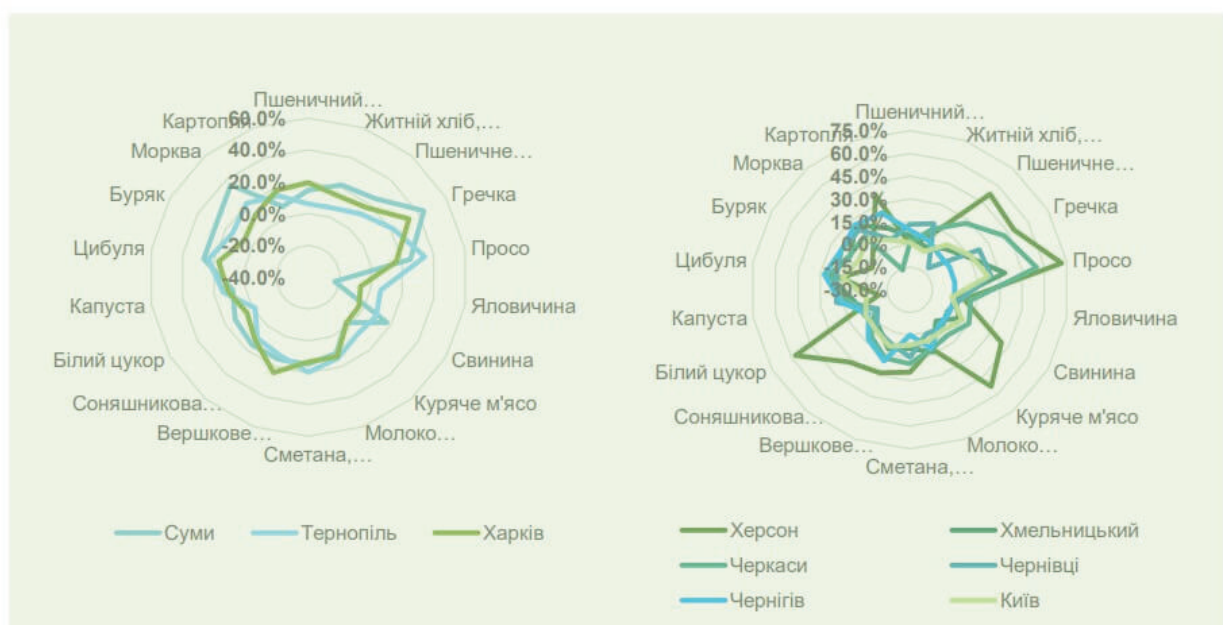 Пшеничний…
60.0%
Житній хліб,…
Картопля
40.0%
Пшеничне…
Морква
20.0%
Буряк
Гречка
0.0%
-20.0%
Цибуля
Просо
-40.0%
Капуста
Яловичина
Білий цукор
Свинина
Соняшникова…
Куряче м'ясо
Вершкове…
Молоко…
Сметана,…
Суми
Тернопіль
Харків
Пшеничний…
75.0%
Житній хліб,…
Картопля
60.0%
Пшеничне…
Морква
45.0%
Буряк
30.0%
Гречка
15.0%
0.0%
Цибуля
-15.0%
Просо
-30.0%
Капуста
Яловичина
Білий цукор
Свинина
Соняшникова…
Куряче м'ясо
Вершкове…
Молоко…
Сметана,…
Херсон
Хмельницький
Черкаси
Чернівці
Чернігів
Київ